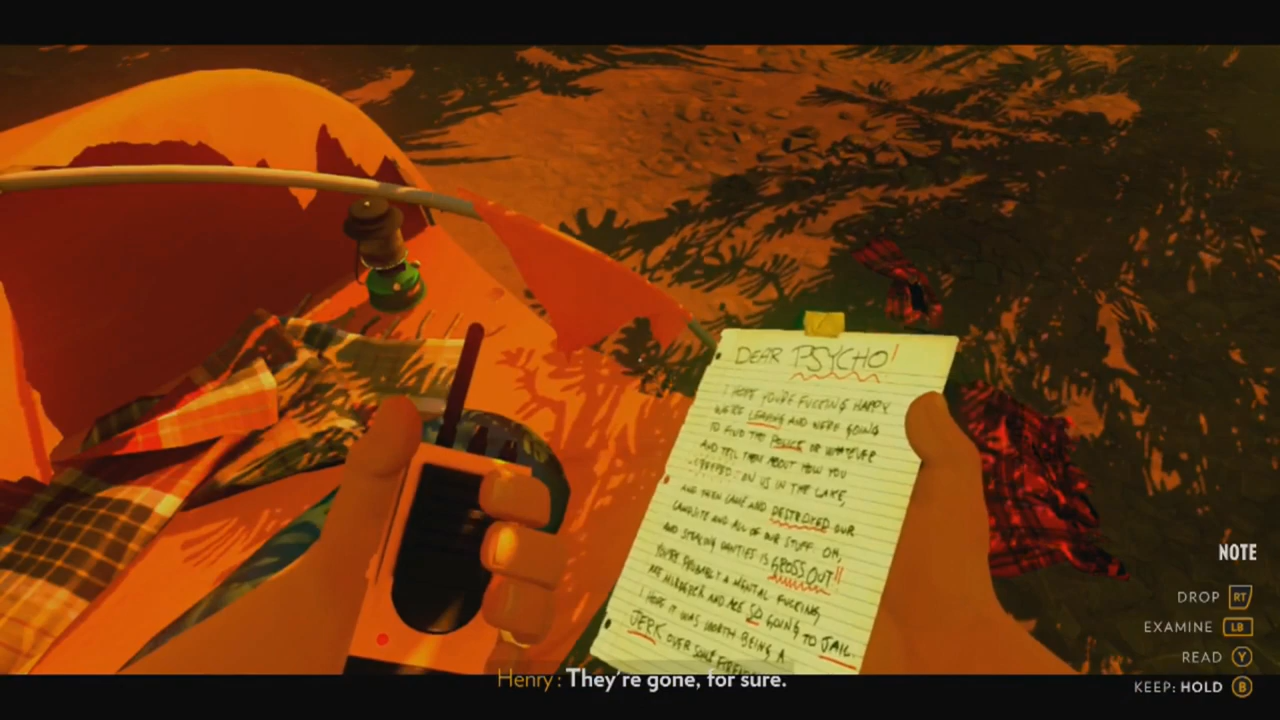 DEAR PSYCHO!
I HOPE YOU'RE FUCKING HAPPY
WE'RE LEAVING AND WE'RE GOING
TO FIND THE POLICE OR WHATEVER
AND TELL THEM ABOUT HOW YOU
CREEPED ON US IN THE LAKE,
AND THEN CAME AND DESTROYED OUR
CAMPSITE AND ALL OF OUR STUFF. OH,
AND STEALING PANTIES IS GROSS OUT!!
YOU'RE PROBABLY A MENTAL FUCKING
AXE MURDERER AND ARE SO GOING TO JAIL.
I HOPE IT WAS WORTH BEING A
JERK OVER SOME
NOTE
DROP RT
EXAMINE LB
READ Y
KEEP: HOLD B
Henry: They're gone, for sure.